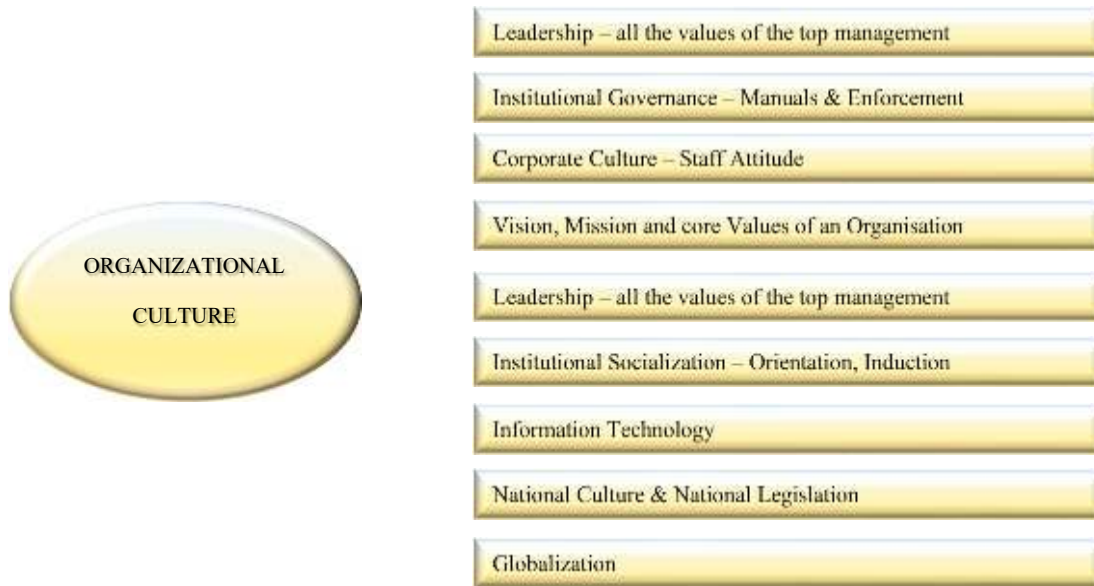 Leadership – all the values of the top management
Institutional Governance – Manuals & Enforcement
Corporate Culture – Staff Attitude
Vision, Mission and core Values of an Organisation
ORGANIZATIONAL
CULTURE
Leadership – all the values of the top management
Institutional Socialization – Orientation, Induction
Information Technology
National Culture & National Legislation
Globalization